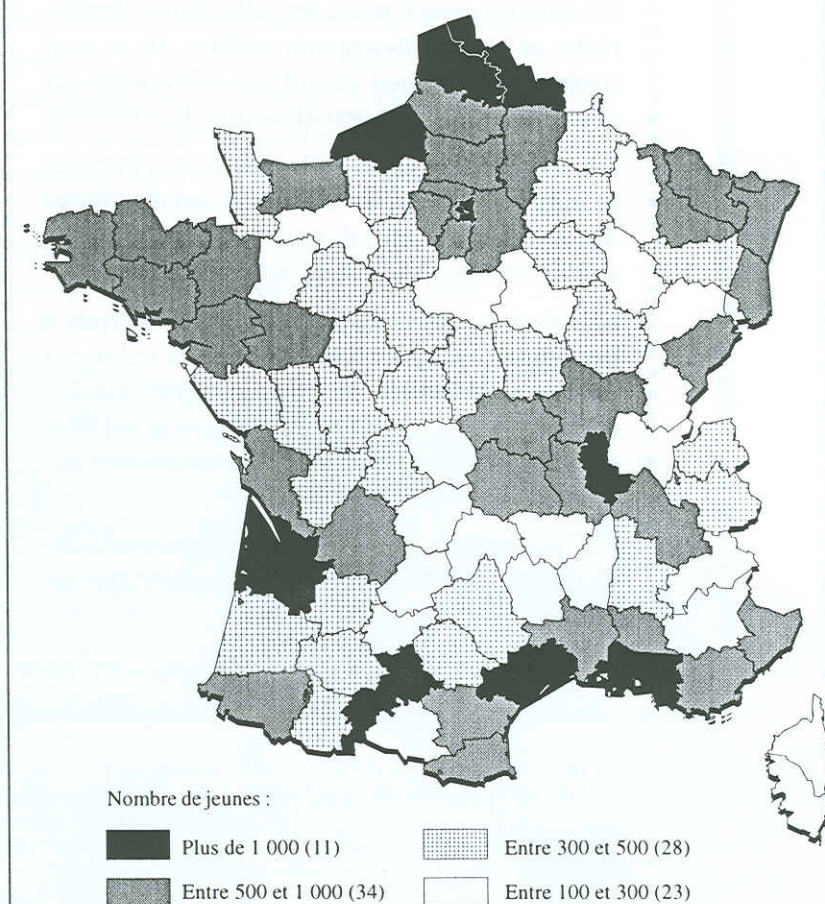 Nombre de jeunes :
Plus de 1 000 (11)
Entre 300 et 500 (28)
Entre 500 et 1 000 (34)
Entre 100 et 300 (23)